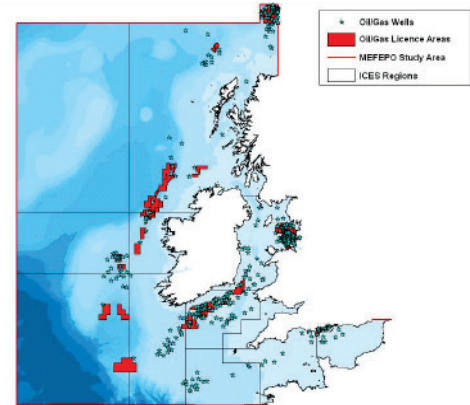 Oil/Gas Wells
Oil/Gas Licence Areas
MEFEPO Study Area
ICES Regions